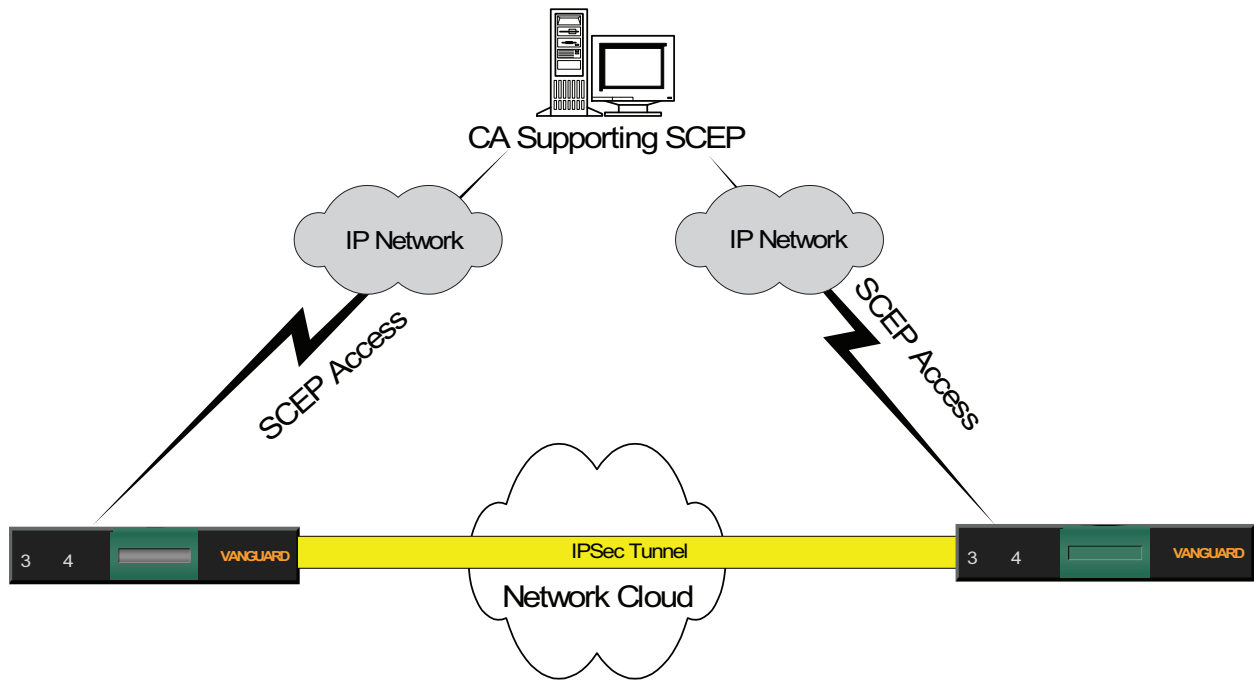 CA Supporting SCEP
IP Network
IP Network
SCEP Access
SCEP Access
3 4 VANGUARD
IPSec Tunnel
3 4 VANGUARD
Network Cloud